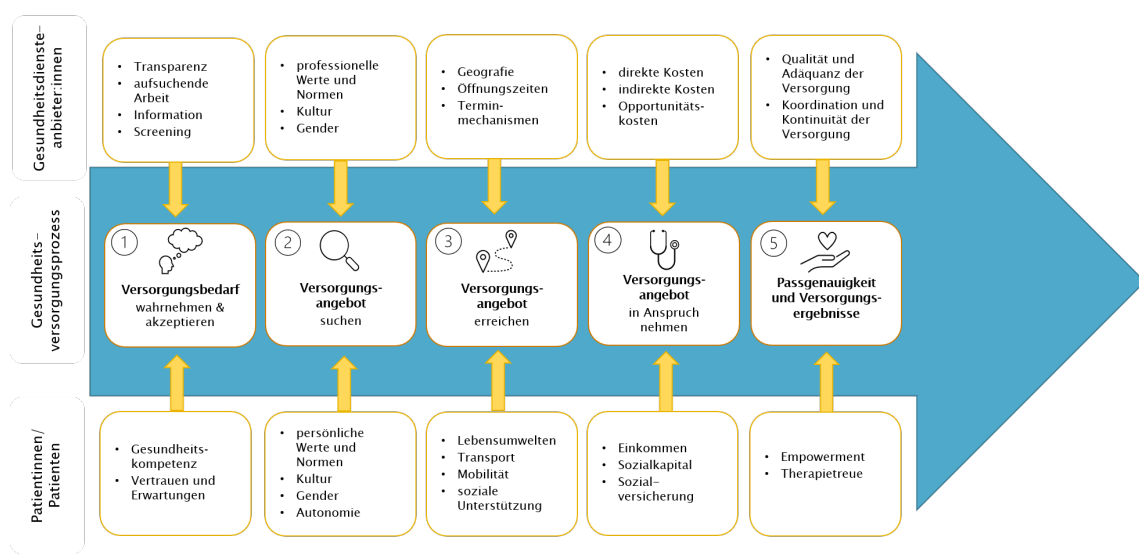 Gesundheitsdienste-
anbieter:innen
• Transparenz
• aufsuchende
Arbeit
• Information
• Screening
• professionelle
Werte und
Normen
• Kultur
• Gender
• Geografie
• Öffnungszeiten
• Termin-
mechanismen
• direkte Kosten
• indirekte Kosten
• Opportunitäts-
kosten
• Qualität und
Adäquanz der
Versorgung
• Koordination und
Kontinuität der
Versorgung
Gesundheits-
versorgungsprozess
1
Versorgungsbedarf
wahrnehmen &
akzeptieren
2
Versorgungs-
angebot
suchen
3
Versorgungs-
angebot
erreichen
4
Versorgungs-
angebot
in Anspruch
nehmen
5
Passgenauigkeit
und Versorgungs-
ergebnisse
Patientinnen/
Patienten
• Gesundheits-
kompetenz
• Vertrauen und
Erwartungen
• persönliche
Werte und
Normen
• Kultur
• Gender
• Autonomie
• Lebensumwelten
• Transport
• Mobilität
• soziale
Unterstützung
• Einkommen
• Sozialkapital
• Sozial-
versicherung
• Empowerment
• Therapietreue